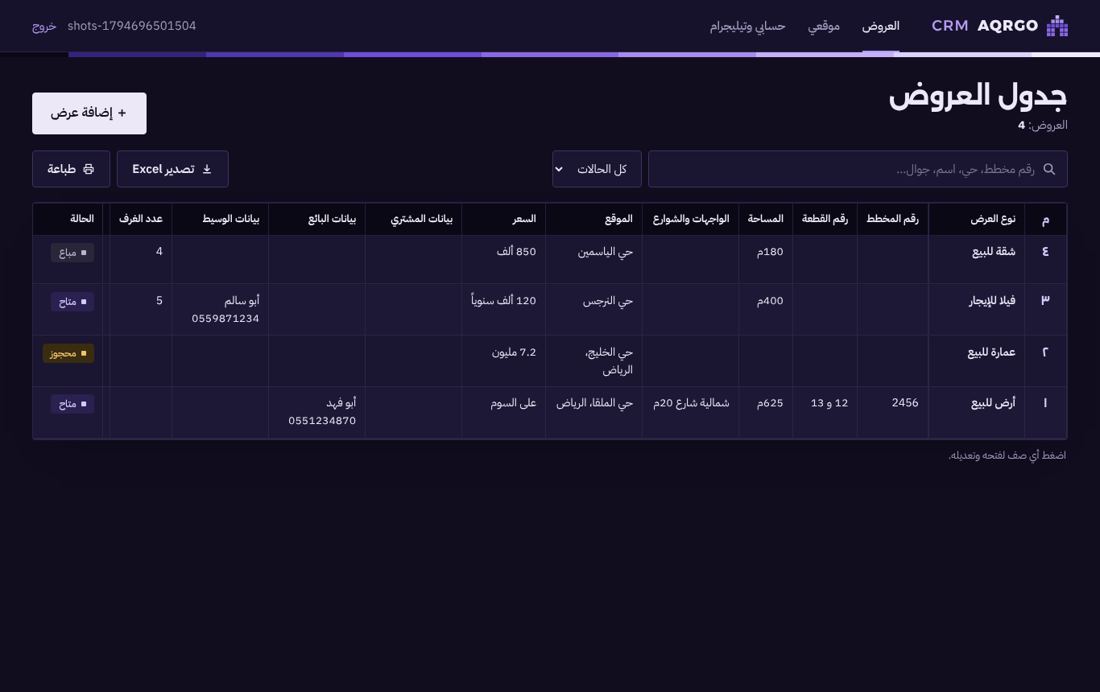 AQRGO CRM
العروض
موقعي
حسابي وتيليجرام
shots-1794696501504
خروج
جدول العروض
العروض: 4
+ إضافة عرض
رقم مخطط، حي، اسم، جوال...
كل الحالات
تصدير Excel
طباعة
م نوع العرض رقم المخطط رقم القطعة المساحة الواجهات والشوارع الموقع السعر بيانات المشتري بيانات البائع بيانات الوسيط عدد الغرف الحالة
٤ شقة للبيع 180م حي الياسمين 850 ألف 4 مباع
٣ فيلا للإيجار 400م حي النرجس 120 ألف سنوياً أبو سالم 5 متاح
0559871234
٢ عمارة للبيع حي الخليج، 7.2 مليون محجوز
الرياض
١ أرض للبيع 2456 12 و 13 625م شمالية شارع 20م حي الملقا، الرياض على السوم أبو فهد متاح
0551234870
اضغط أي صف لفتحه وتعديله.